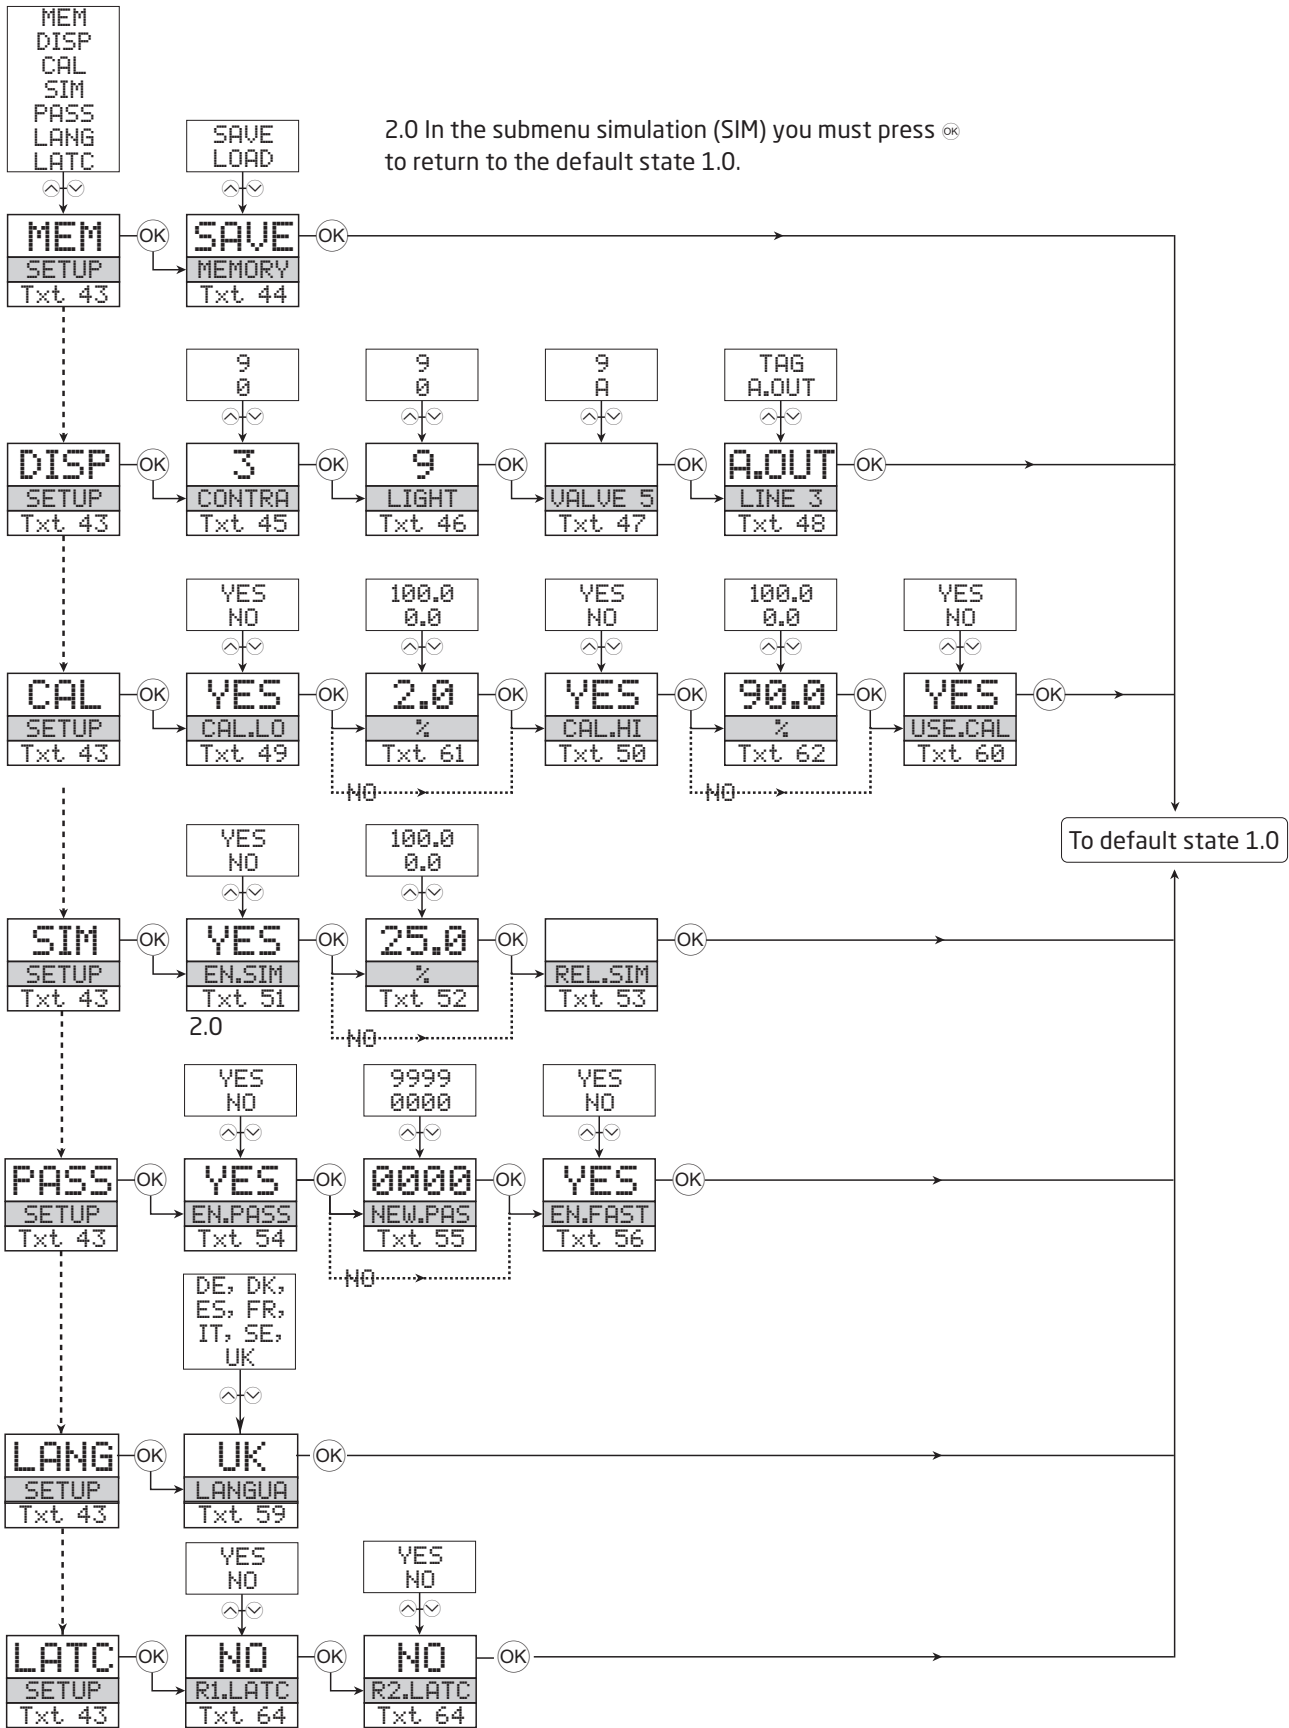 MEM
DISP
CAL
SIM
PASS
LANG
LATC
2.0 In the submenu simulation (SIM) you must press OK
to return to the default state 1.0.
SAVE
LOAD
MEM OK SAVE OK
SETUP MEMORY
Txt 43 Txt 44
9 9 9 TAG
0 0 A A.OUT
DISP OK 3 OK 9 OK OK A.OUT OK
SETUP CONTRA LIGHT VALVE 5 LINE 3
Txt 43 Txt 45 Txt 46 Txt 47 Txt 48
YES 100.0 YES 100.0 YES
NO 0.0 NO 0.0 NO
CAL OK YES OK 2.0 OK YES OK 90.0 OK YES OK
SETUP CAL.LO % CAL.HI % USE.CAL
Txt 43 Txt 49 Txt 61 Txt 50 Txt 62 Txt 60
NO NO
To default state 1.0
YES 100.0
NO 0.0
SIM OK YES OK 25.0 OK OK
SETUP EN.SIM % REL.SIM
Txt 43 Txt 51 Txt 52 Txt 53
2.0
NO
YES 9999 YES
NO 0000 NO
PASS OK YES OK 0000 OK YES OK
SETUP EN.PASS NEW.PAS EN.FAST
Txt 43 Txt 54 Txt 55 Txt 56
NO
DE, DK,
ES, FR,
IT, SE,
UK
LANG OK UK OK
SETUP LANGUA
Txt 43 Txt 59
YES YES
NO NO
LATC OK NO OK NO OK
SETUP R1.LATC R2.LATC
Txt 43 Txt 64 Txt 64